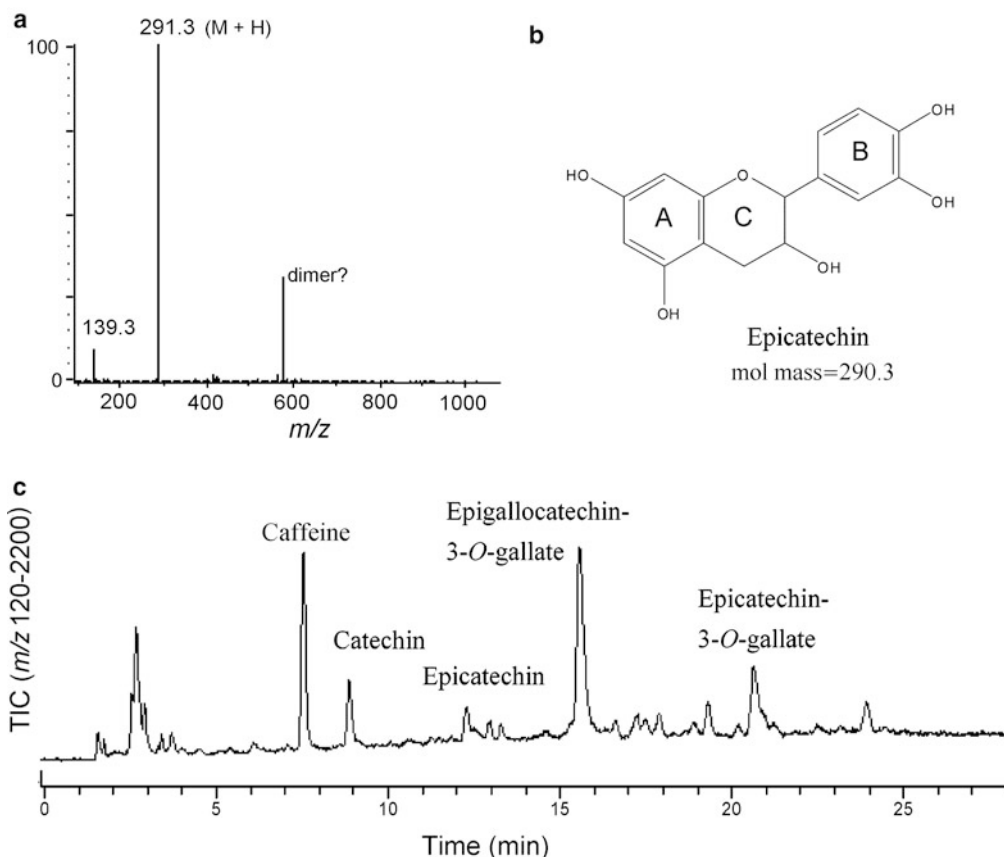 a
291.3 (M + H)
100
dimer?
139.3
0
200 400 600 800 1000
m/z
b
OH
B
HO
O
OH
A
C
OH
OH
Epicatechin
mol mass=290.3
c
TIC (m/z 120-2200)
Caffeine
Catechin
Epicatechin
Epigallocatechin-
3-O-gallate
Epicatechin-
3-O-gallate
0 5 10 15 20 25
Time (min)